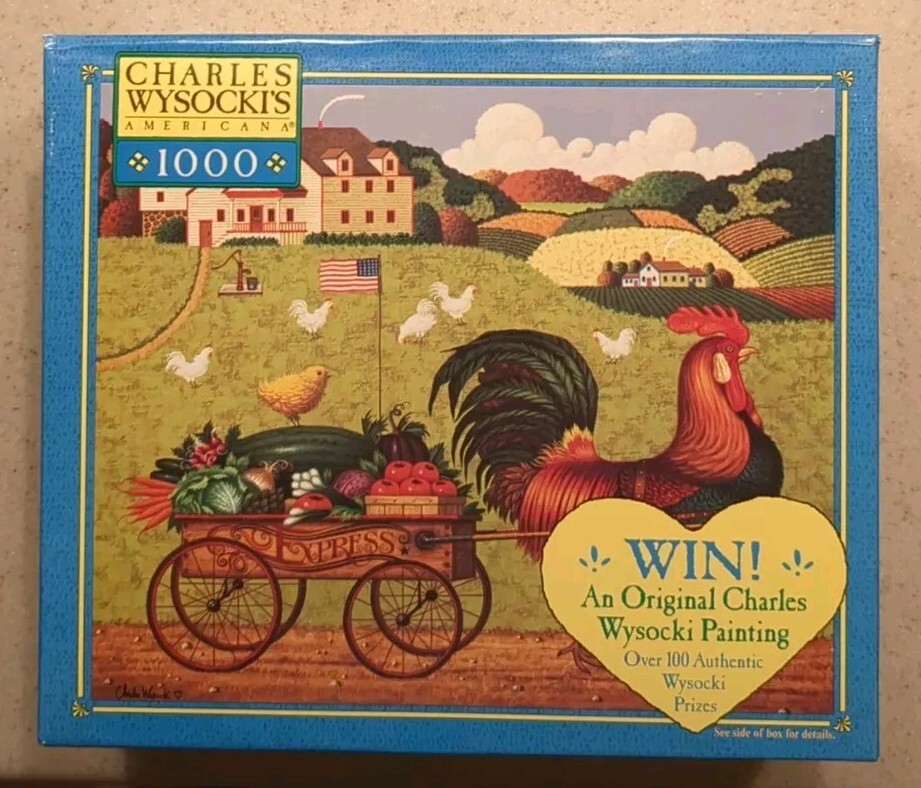 CHARLES
WYSOCKI'S
AMERICANA®
1000
EXPRESS
WIN!
An Original Charles
Wysocki Painting
Over 100 Authentic
Wysocki
Prizes
See side of box for details.